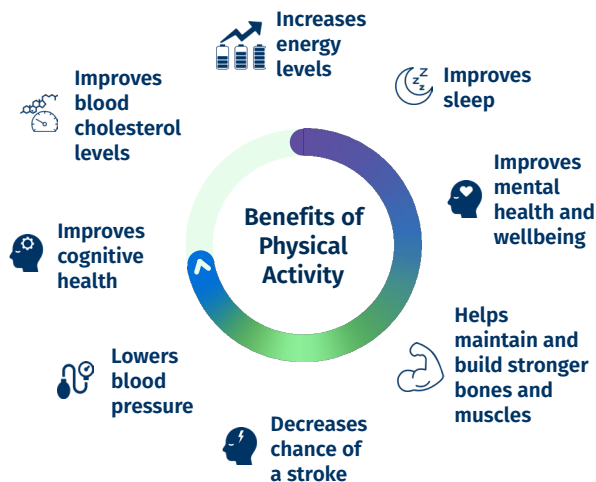 Increases
energy
levels
Improves
sleep
Improves
mental
health and
wellbeing
Helps
maintain and
build stronger
bones and
muscles
Decreases
chance of
a stroke
Lowers
blood
pressure
Improves
cognitive
health
Improves
blood
cholesterol
levels
Benefits of
Physical
Activity